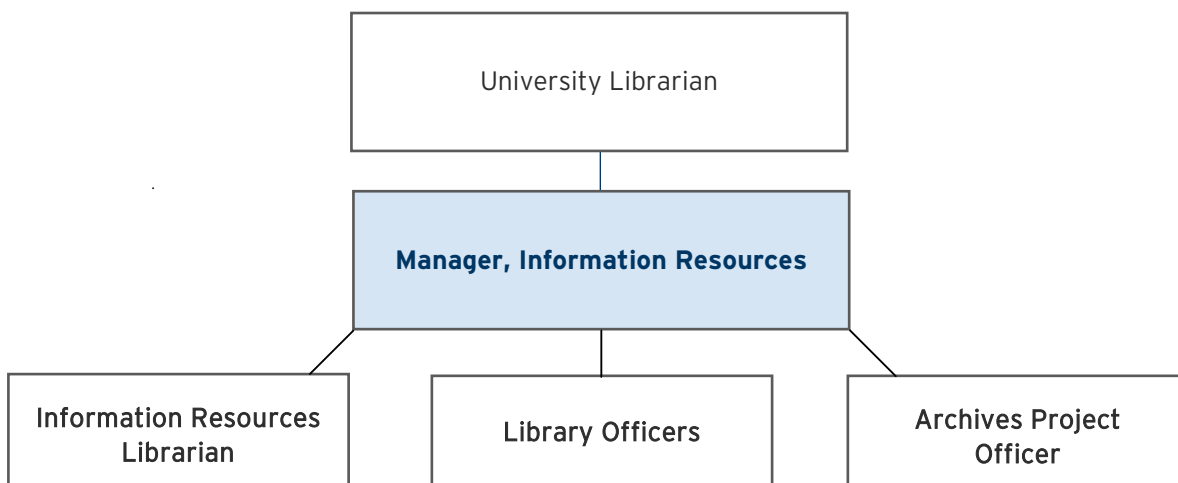 University Librarian
Manager, Information Resources
Information Resources
Librarian
Library Officers
Archives Project
Officer